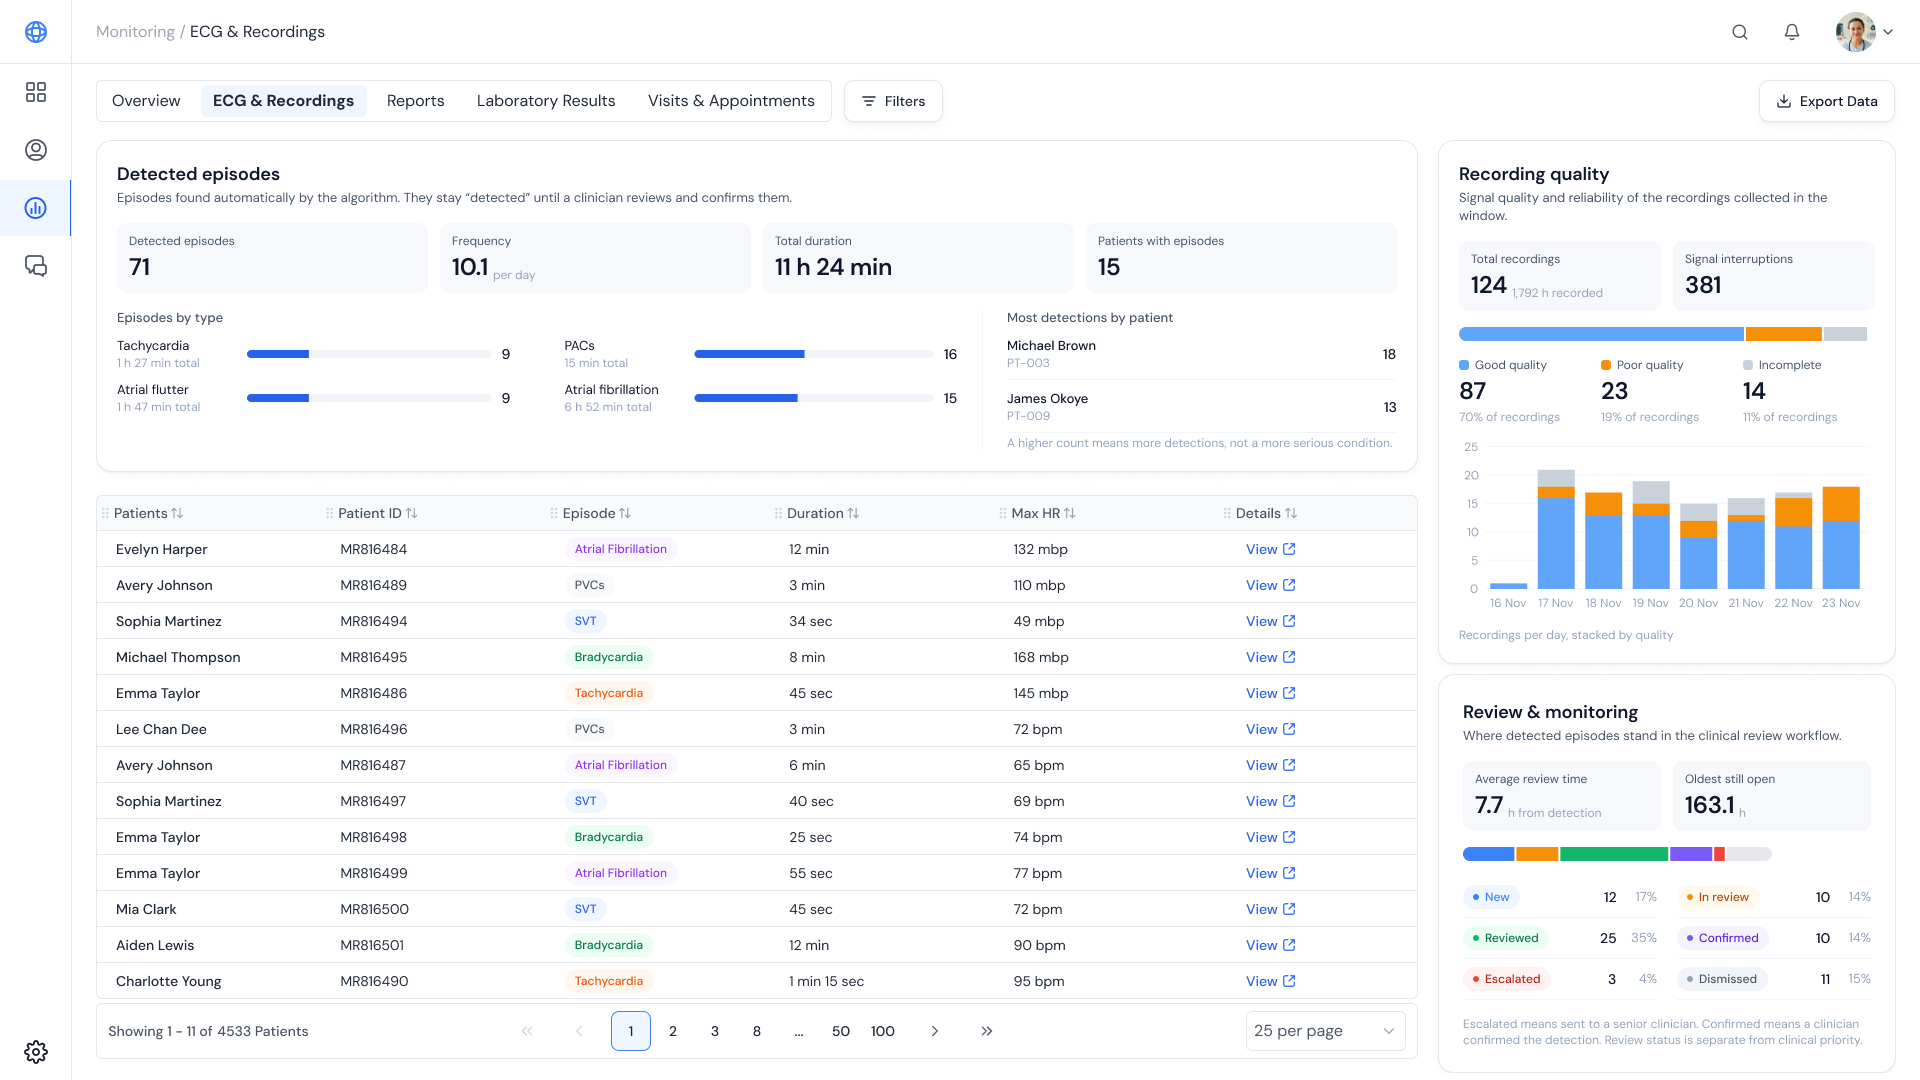 Monitoring / ECG & Recordings
Overview
ECG & Recordings
Reports
Laboratory Results
Visits & Appointments
Filters
Export Data
Detected episodes
Episodes found automatically by the algorithm. They stay “detected” until a clinician reviews and confirms them.
Detected episodes
71
Frequency
10.1 per day
Total duration
11 h 24 min
Patients with episodes
15
Episodes by type
Tachycardia
1 h 27 min total
9
PACs
15 min total
16
Atrial flutter
1 h 47 min total
9
Atrial fibrillation
6 h 52 min total
15
Most detections by patient
Michael Brown
PT-003
18
James Okoye
PT-009
13
A higher count means more detections, not a more serious condition.
Patients Patient ID Episode Duration Max HR Details
Evelyn Harper MR816484 Atrial Fibrillation 12 min 132 mbp View
Avery Johnson MR816489 PVCs 3 min 110 mbp View
Sophia Martinez MR816494 SVT 34 sec 49 mbp View
Michael Thompson MR816495 Bradycardia 8 min 168 mbp View
Emma Taylor MR816486 Tachycardia 45 sec 145 mbp View
Lee Chan Dee MR816496 PVCs 3 min 72 bpm View
Avery Johnson MR816487 Atrial Fibrillation 6 min 65 bpm View
Sophia Martinez MR816497 SVT 40 sec 69 bpm View
Emma Taylor MR816498 Bradycardia 25 sec 74 bpm View
Emma Taylor MR816499 Atrial Fibrillation 55 sec 77 bpm View
Mia Clark MR816500 SVT 45 sec 72 bpm View
Aiden Lewis MR816501 Bradycardia 12 min 90 bpm View
Charlotte Young MR816490 Tachycardia 1 min 15 sec 95 bpm View
Showing 1 - 11 of 4533 Patients
1 2 3 8 ... 50 100
25 per page
Recording quality
Signal quality and reliability of the recordings collected in the
window.
Total recordings
124 1,792 h recorded
Signal interruptions
381
Good quality
87
70% of recordings
Poor quality
23
19% of recordings
Incomplete
14
11% of recordings
25
20
15
10
5
0
16 Nov 17 Nov 18 Nov 19 Nov 20 Nov 21 Nov 22 Nov 23 Nov
Recordings per day, stacked by quality
Review & monitoring
Where detected episodes stand in the clinical review workflow.
Average review time
7.7 h from detection
Oldest still open
163.1 h
New 12 17%
In review 10 14%
Reviewed 25 35%
Confirmed 10 14%
Escalated 3 4%
Dismissed 11 15%
Escalated means sent to a senior clinician. Confirmed means a clinician
confirmed the detection. Review status is separate from clinical priority.